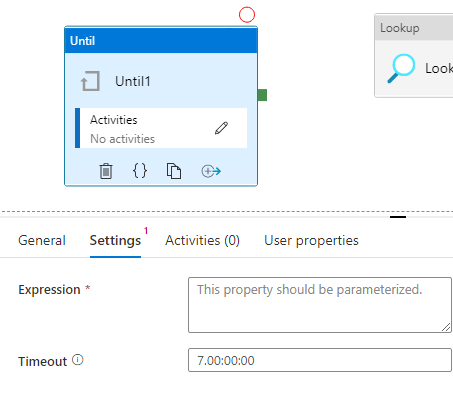 Until
Lookup
Until1
Look
Activities
No activities
{}
General
Settings 1
Activities (0)
User properties
Expression *
This property should be parameterized.
Timeout
7.00:00:00